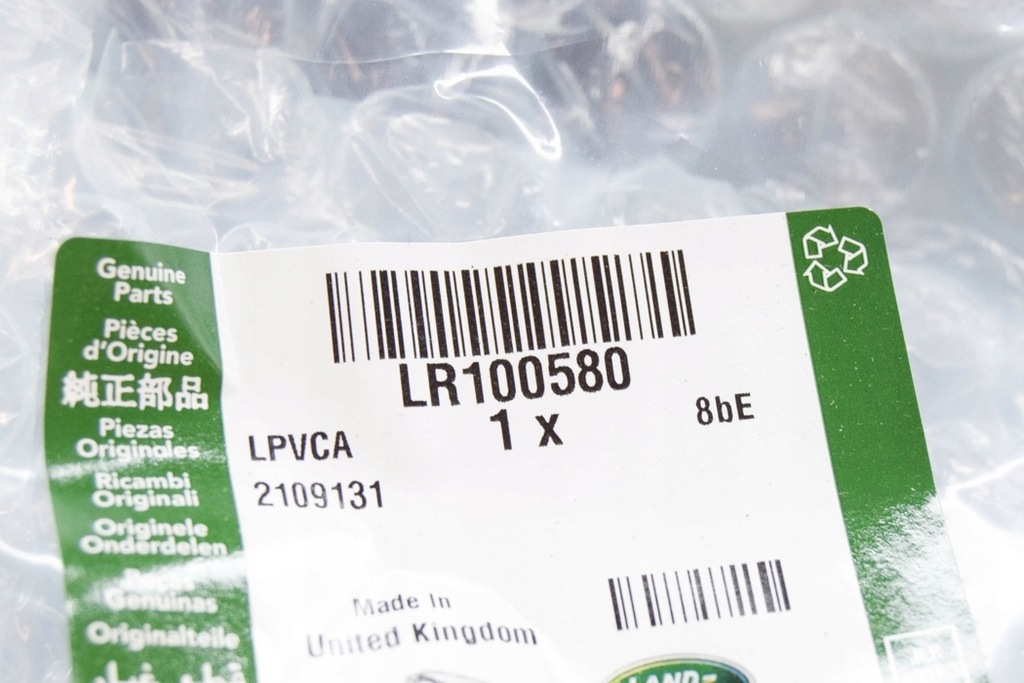 Genuine
Parts
Pièces
d'Origine
純正部品
Piezas
Originales
Ricambi
Originali
Originele
Onderdelen
Genuínas
Originalteile
LR100580
1 x
8bE
LPVCA
2109131
Made In
United Kingdom
LAND-